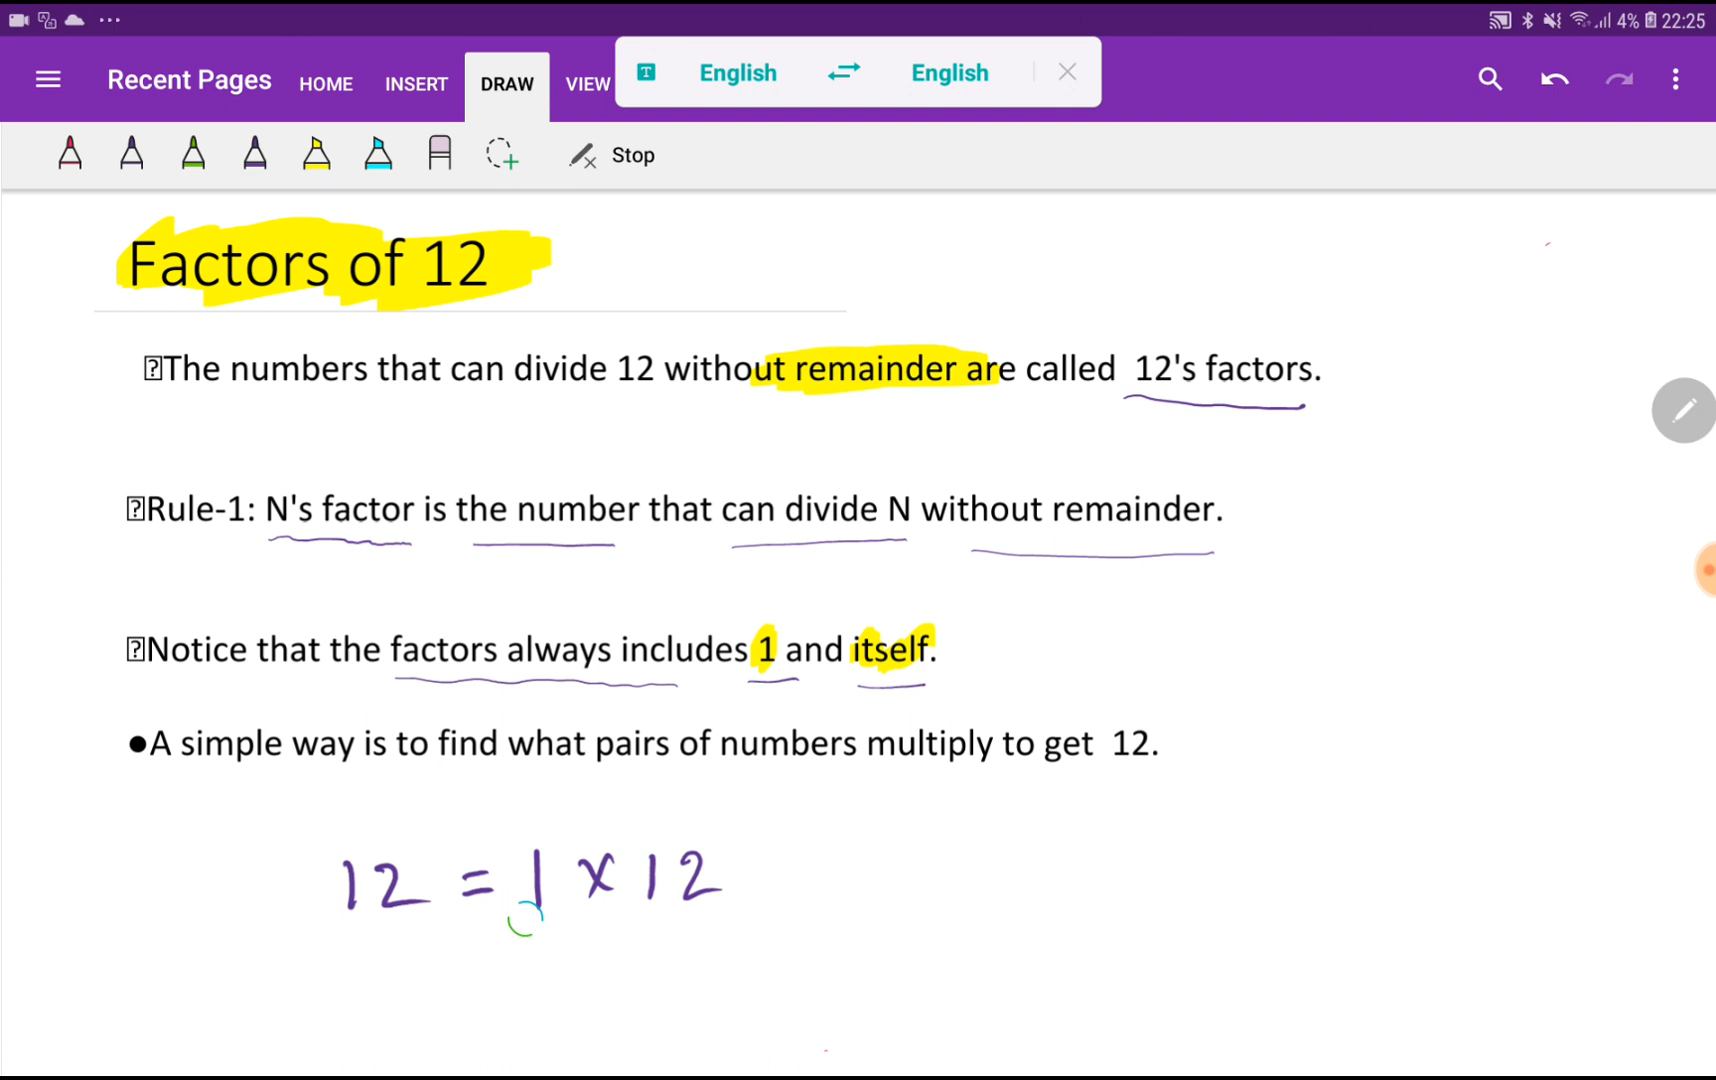 4% 22:25
Recent Pages HOME INSERT DRAW VIEW English English
Stop
Factors of 12
The numbers that can divide 12 without remainder are called 12's factors.
Rule-1: N's factor is the number that can divide N without remainder.
Notice that the factors always includes 1 and itself.
●A simple way is to find what pairs of numbers multiply to get 12.
12 = 1 x 12